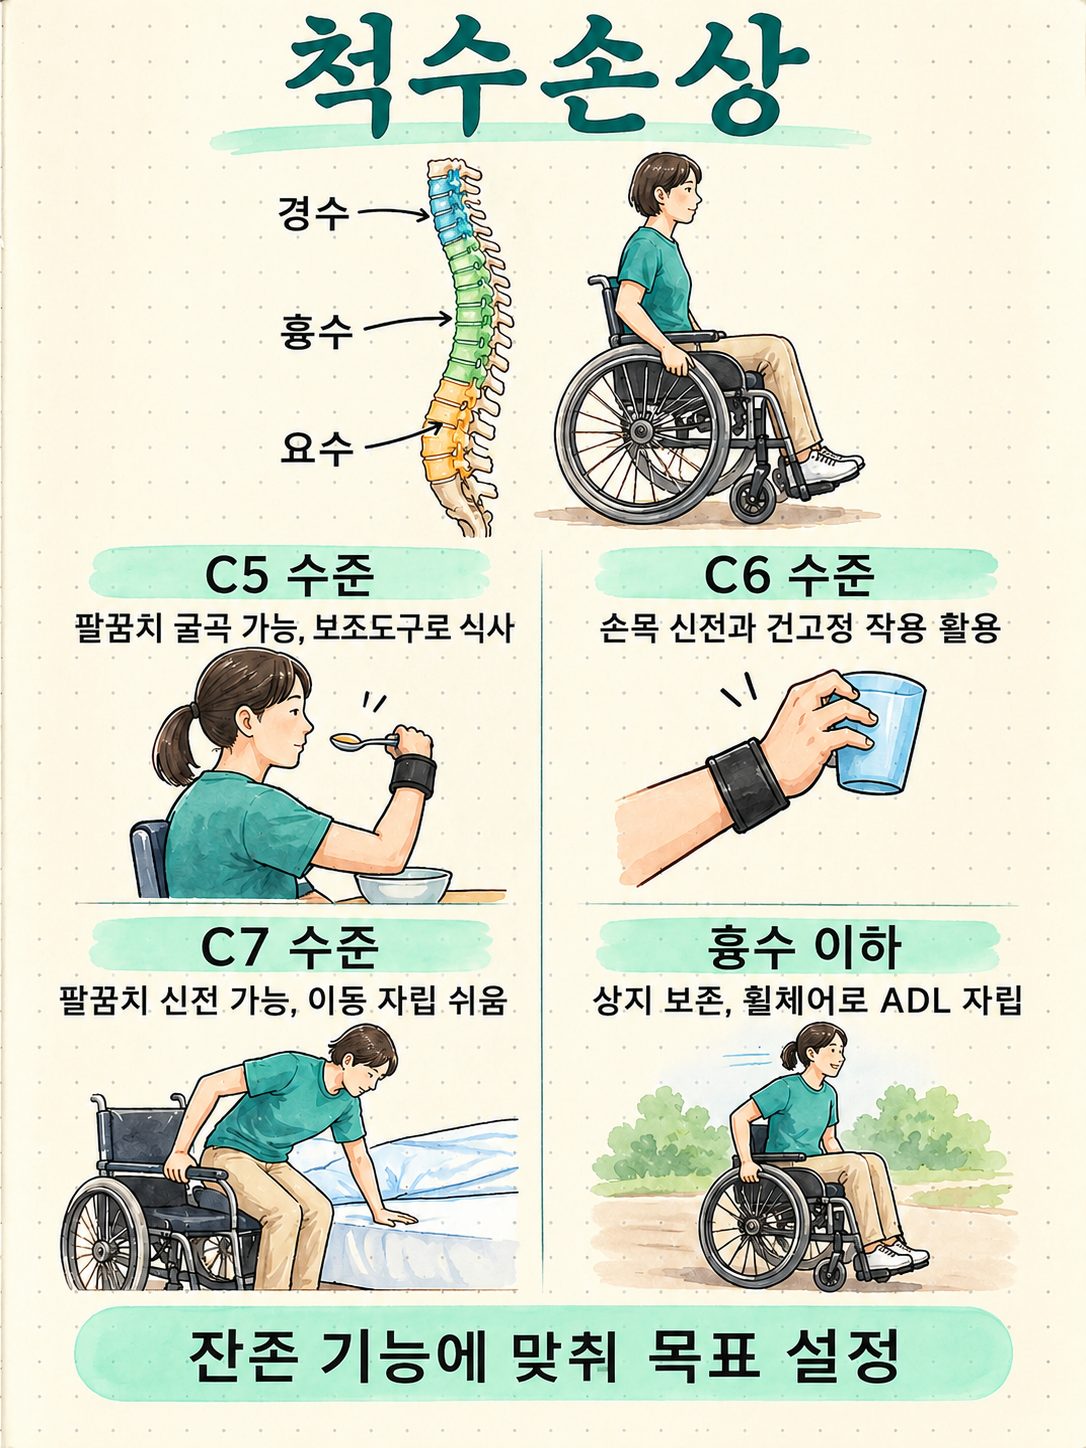 척수손상
경수
흉수
요수
C5 수준
팔꿈치 굴곡 가능, 보조도구로 식사
C6 수준
손목 신전과 건고정 작용 활용
C7 수준
팔꿈치 신전 가능, 이동 자립 쉬움
흉수 이하
상지 보존, 휠체어로 ADL 자립
잔존 기능에 맞춰 목표 설정